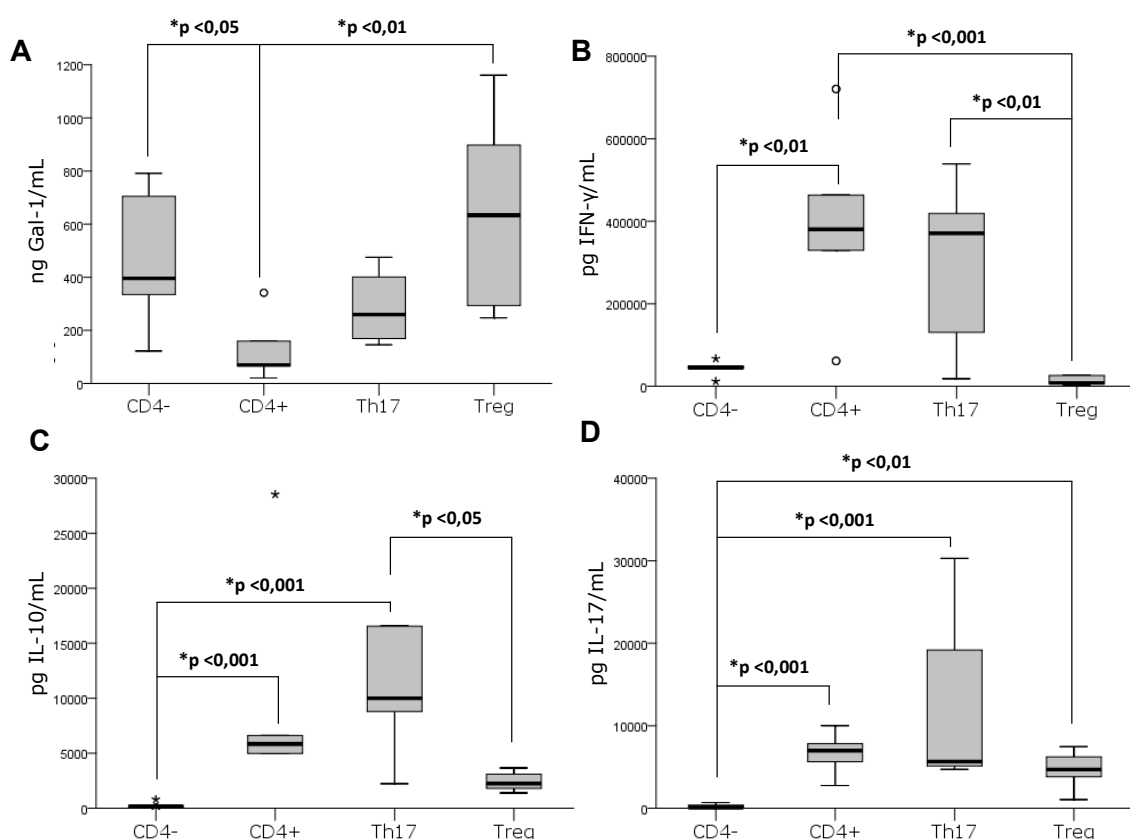 A
*p <0,05
*p <0,01
1200
1000
800
600
400
200
0
ng Gal-1/mL
CD4-
CD4+
Th17
Treg
B
*p <0,001
*p <0,01
*p <0,01
800000
600000
400000
200000
0
pg IFN-γ/mL
CD4-
CD4+
Th17
Treg
C
*p <0,05
*p <0,001
*p <0,001
30000
25000
20000
15000
10000
5000
0
pg IL-10/mL
CD4-
CD4+
Th17
Treg
D
*p <0,01
*p <0,001
*p <0,001
40000
30000
20000
10000
0
pg IL-17/mL
CD4-
CD4+
Th17
Treg